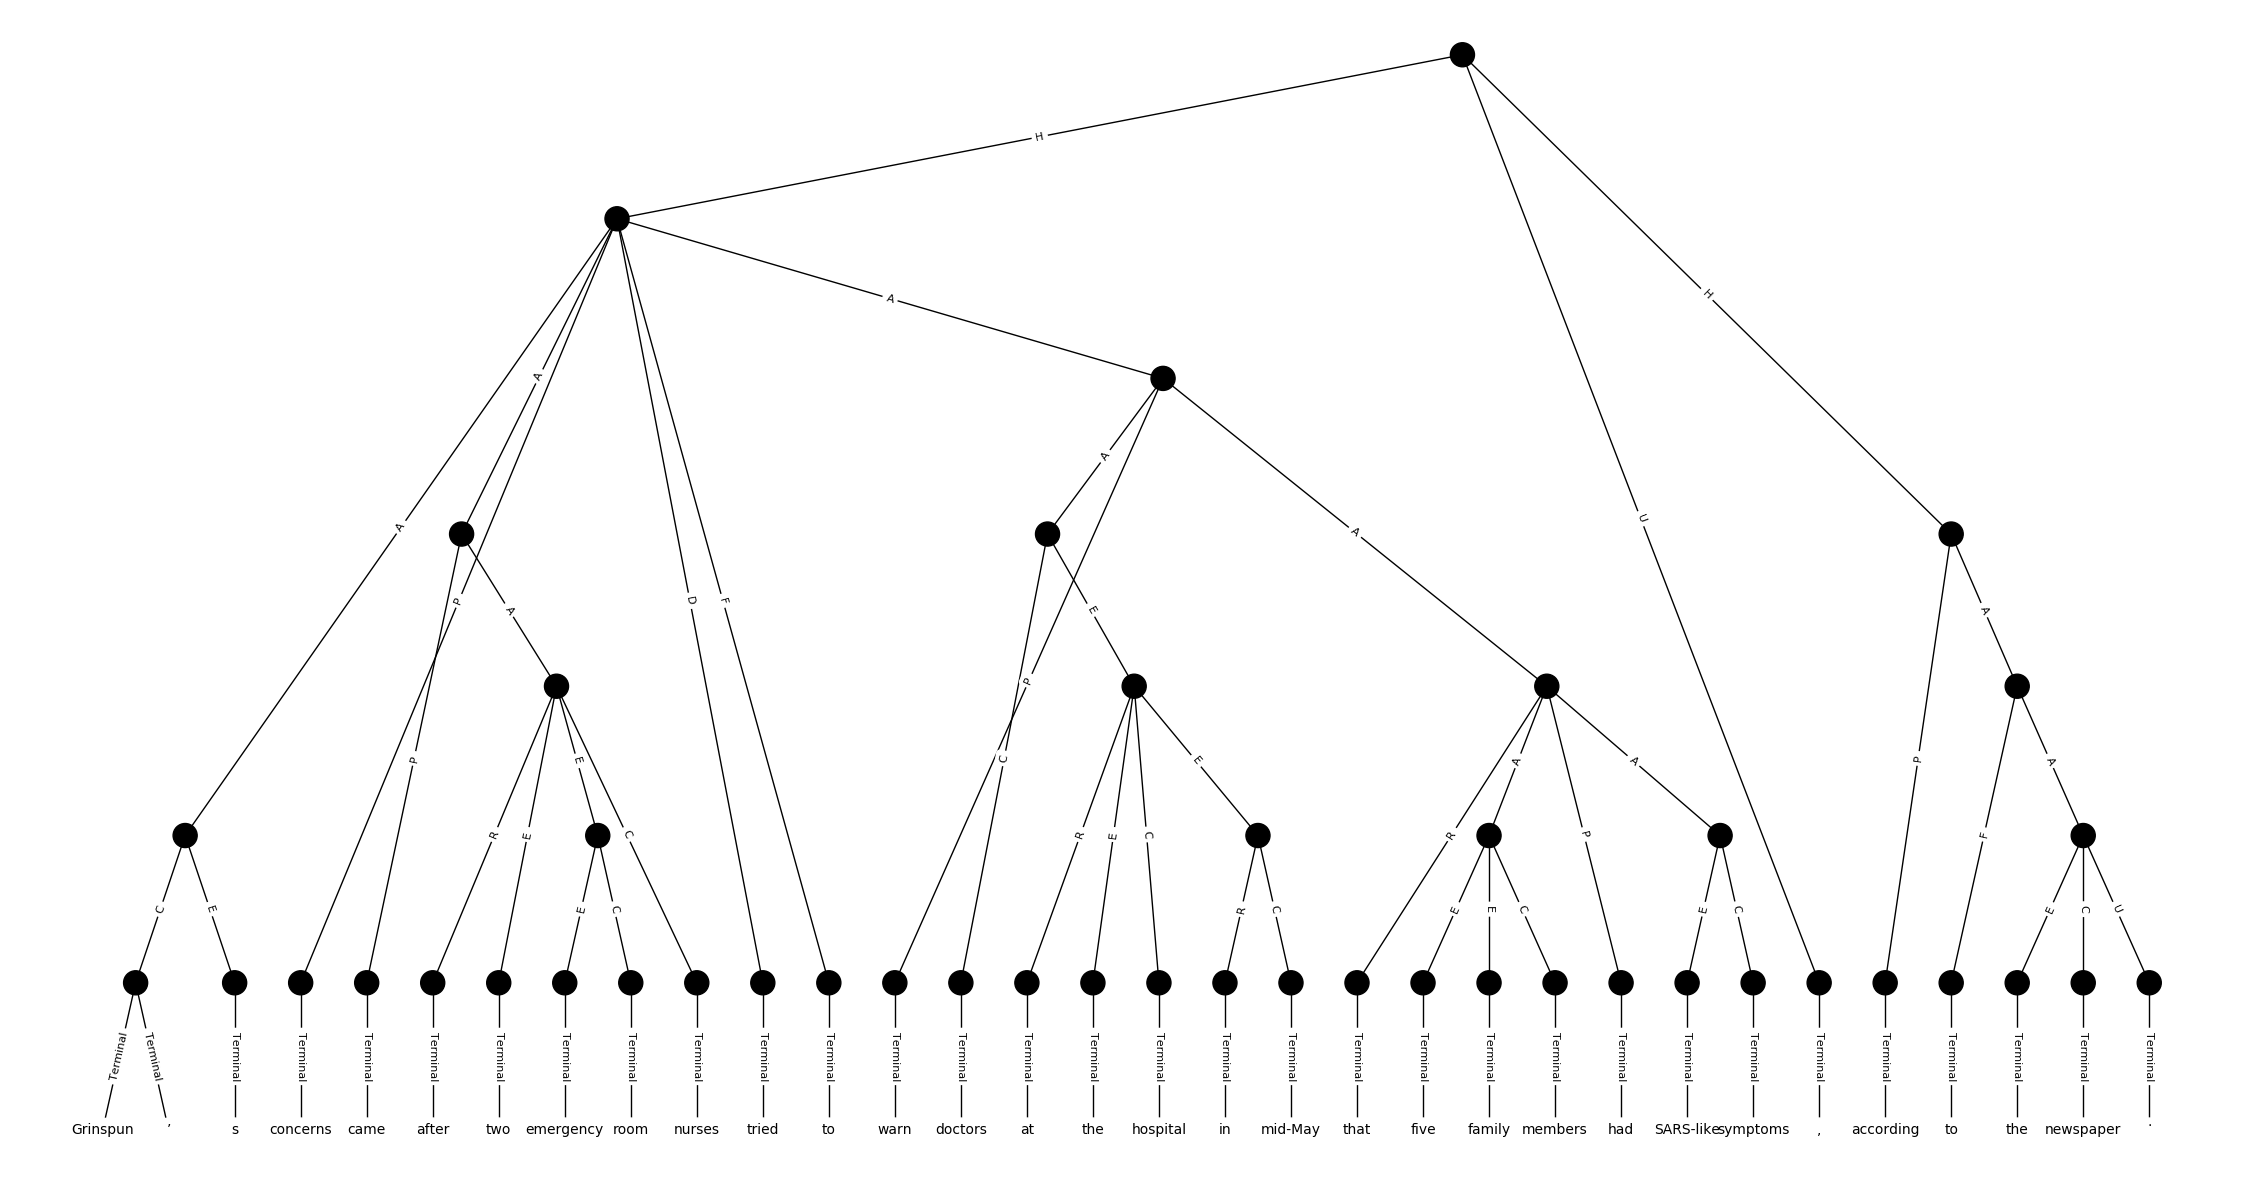 H
A
H
A
A
U
A
P
A
D
F
A
E
P
A
P
E
C
E
A
A
P
A
R
E
C
R
E
C
R
P
F
C
E
E
C
R
C
E
E
C
E
C
E
C
U
Terminal Terminal Terminal Terminal Terminal Terminal Terminal Terminal Terminal Terminal Terminal Terminal Terminal Terminal Terminal Terminal Terminal Terminal Terminal Terminal Terminal Terminal Terminal Terminal Terminal Terminal Terminal Terminal Terminal Terminal Terminal Terminal
Grinspun ' s concerns came after two emergency room nurses tried to warn doctors at the hospital in mid-May that five family members had SARS-like symptoms , according to the newspaper .